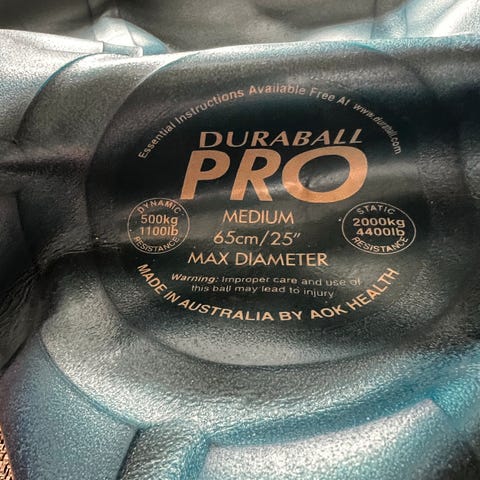 Essential Instructions Available Free At www.duraball.com
DURABALL
PRO
MEDIUM
65cm/25"
MAX DIAMETER
DYNAMIC
500kg
1100lb
RESISTANCE
STATIC
2000kg
4400lb
RESISTANCE
Warning: Improper care and use of
this ball may lead to injury
MADE IN AUSTRALIA BY AOK HEALTH